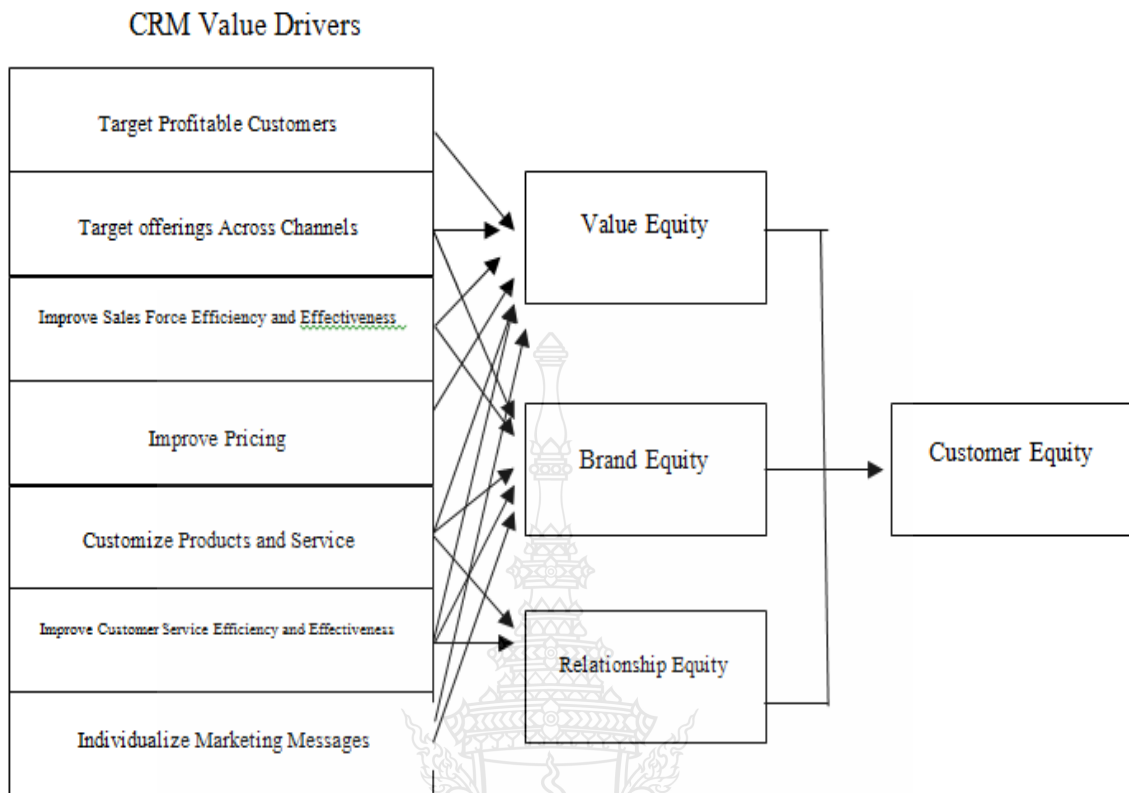 CRM Value Drivers
Target Profitable Customers
Target offerings Across Channels
Improve Sales Force Efficiency and Effectiveness
Improve Pricing
Customize Products and Service
Improve Customer Service Efficiency and Effectiveness
Individualize Marketing Messages
Value Equity
Brand Equity
Relationship Equity
Customer Equity